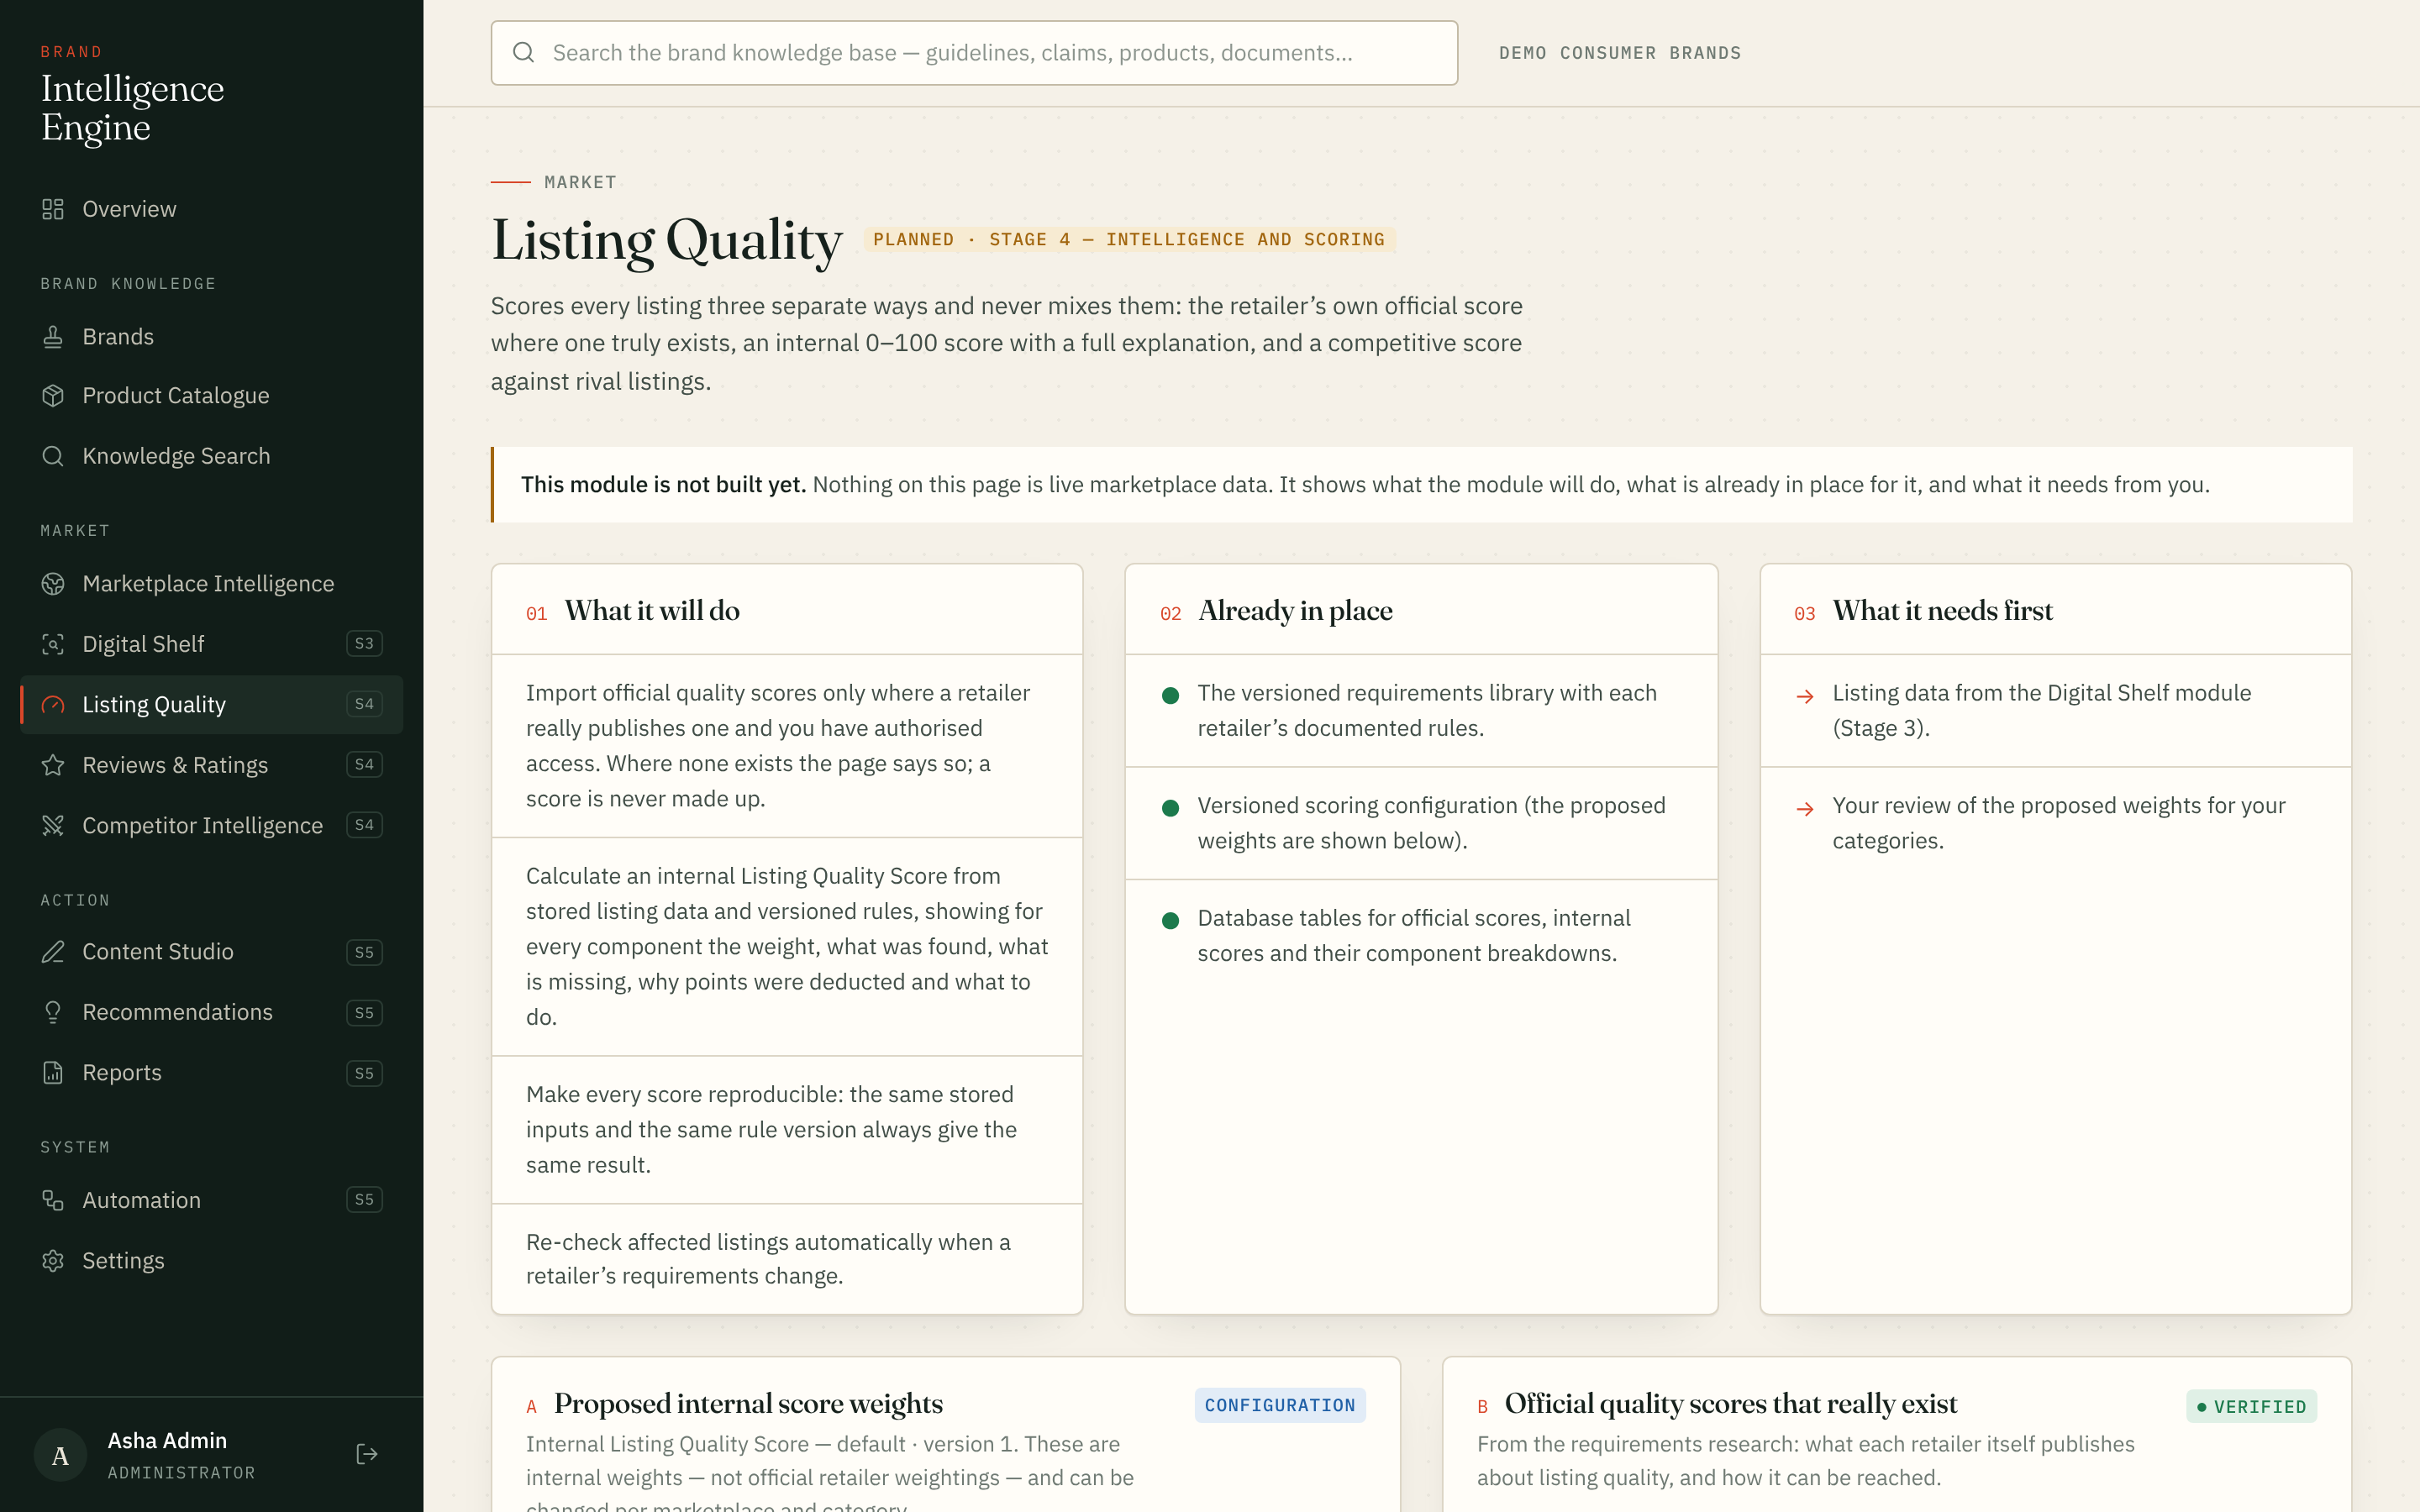 BRAND
Intelligence
Engine
Overview
BRAND KNOWLEDGE
Brands
Product Catalogue
Knowledge Search
MARKET
Marketplace Intelligence
Digital Shelf S3
Listing Quality S4
Reviews & Ratings S4
Competitor Intelligence S4
ACTION
Content Studio S5
Recommendations S5
Reports S5
SYSTEM
Automation S5
Settings
A
Asha Admin
ADMINISTRATOR
Search the brand knowledge base — guidelines, claims, products, documents…
DEMO CONSUMER BRANDS
MARKET
Listing Quality PLANNED · STAGE 4 — INTELLIGENCE AND SCORING
Scores every listing three separate ways and never mixes them: the retailer’s own official score
where one truly exists, an internal 0–100 score with a full explanation, and a competitive score
against rival listings.
This module is not built yet. Nothing on this page is live marketplace data. It shows what the module will do, what is already in place for it, and what it needs from you.
01 What it will do
Import official quality scores only where a retailer
really publishes one and you have authorised
access. Where none exists the page says so; a
score is never made up.
Calculate an internal Listing Quality Score from
stored listing data and versioned rules, showing for
every component the weight, what was found, what
is missing, why points were deducted and what to
do.
Make every score reproducible: the same stored
inputs and the same rule version always give the
same result.
Re-check affected listings automatically when a
retailer’s requirements change.
02 Already in place
The versioned requirements library with each
retailer’s documented rules.
Versioned scoring configuration (the proposed
weights are shown below).
Database tables for official scores, internal
scores and their component breakdowns.
03 What it needs first
Listing data from the Digital Shelf module
(Stage 3).
Your review of the proposed weights for your
categories.
A Proposed internal score weights CONFIGURATION
Internal Listing Quality Score — default · version 1. These are
internal weights — not official retailer weightings — and can be
changed per marketplace and category.
B Official quality scores that really exist VERIFIED
From the requirements research: what each retailer itself publishes
about listing quality, and how it can be reached.